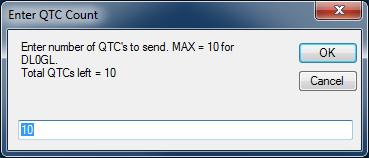 Enter QTC Count
Enter number of QTC's to send. MAX = 10 for
DL0GL.
Total QTCs left = 10
OK
Cancel
10